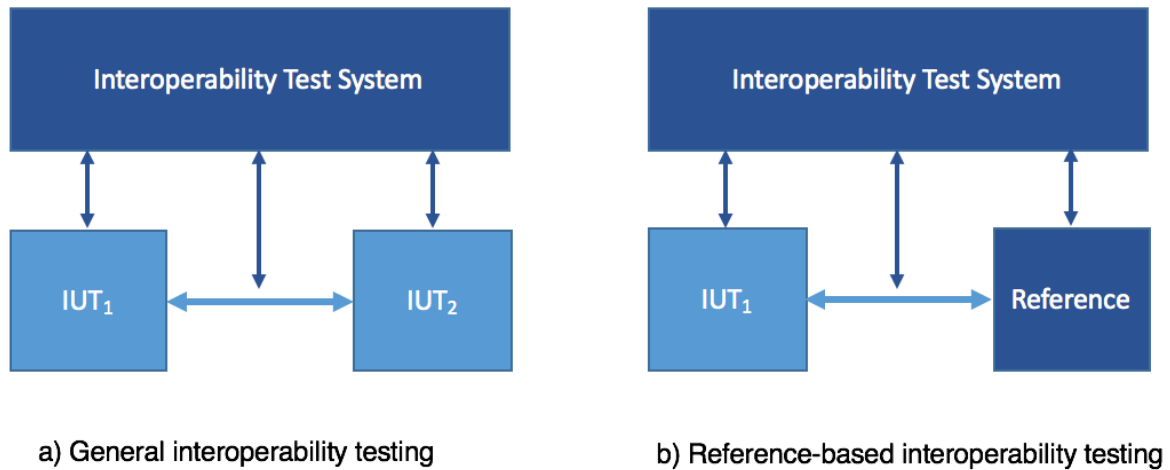 Interoperability Test System
IUT₁
IUT₂
a) General interoperability testing
Interoperability Test System
IUT₁
Reference
b) Reference-based interoperability testing